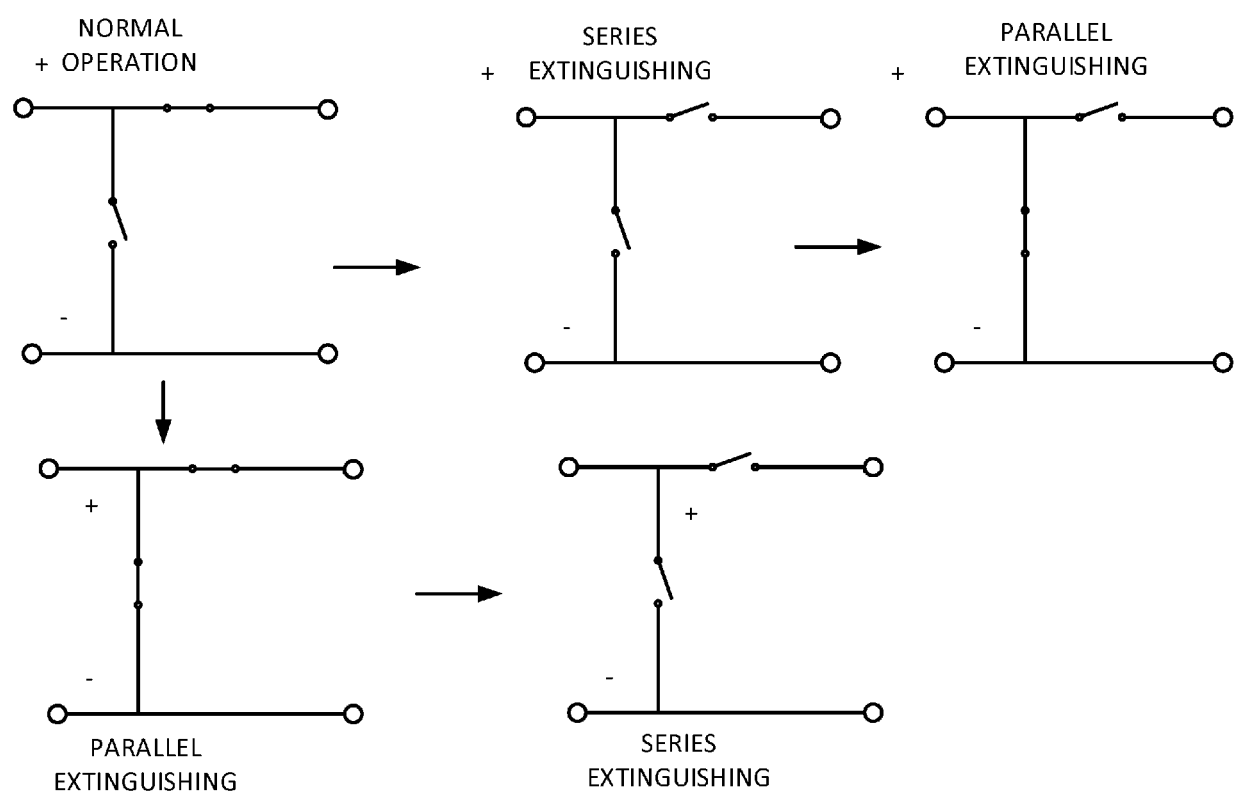 NORMAL
+ OPERATION
-
SERIES
+ EXTINGUISHING
-
PARALLEL
+ EXTINGUISHING
-
+
-
PARALLEL
EXTINGUISHING
+
-
SERIES
EXTINGUISHING